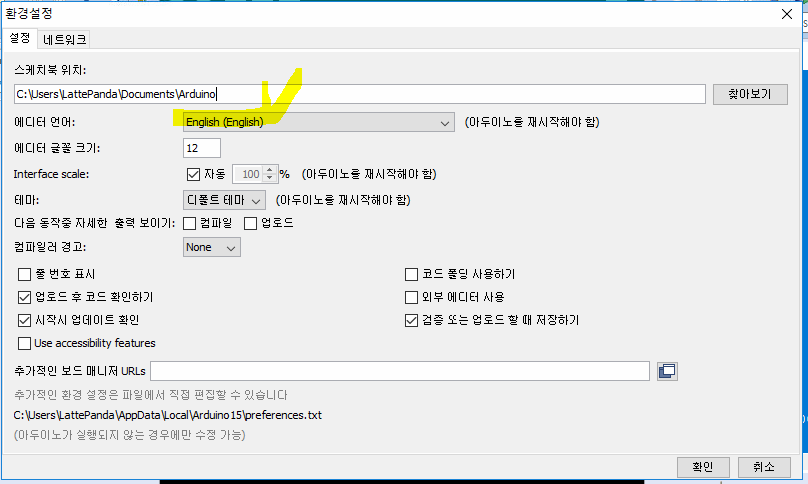 환경설정
설정 네트워크
스케치북 위치:
C:\Users\LattePanda\Documents\Arduino 찾아보기
에디터 언어: English (English) (아두이노을 재시작해야 함)
에디터 글꼴 크기: 12
Interface scale: 자동 100 % (아두이노을 재시작해야 함)
테마: 디폴트 테마 (아두이노을 재시작해야 함)
다음 동작중 자세한 출력 보이기: 컴파일 업로드
컴파일러 경고: None
줄 번호 표시 코드 폴딩 사용하기
업로드 후 코드 확인하기 외부 에디터 사용
시작시 업데이트 확인 검증 또는 업로드 할 때 저장하기
Use accessibility features
추가적인 보드 매니저 URLs
추가적인 환경 설정은 파일에서 직접 편집할 수 있습니다
C:\Users\LattePanda\AppData\Local\Arduino15\preferences.txt
(아두이노가 실행되지 않는 경우에만 수정 가능)
확인 취소